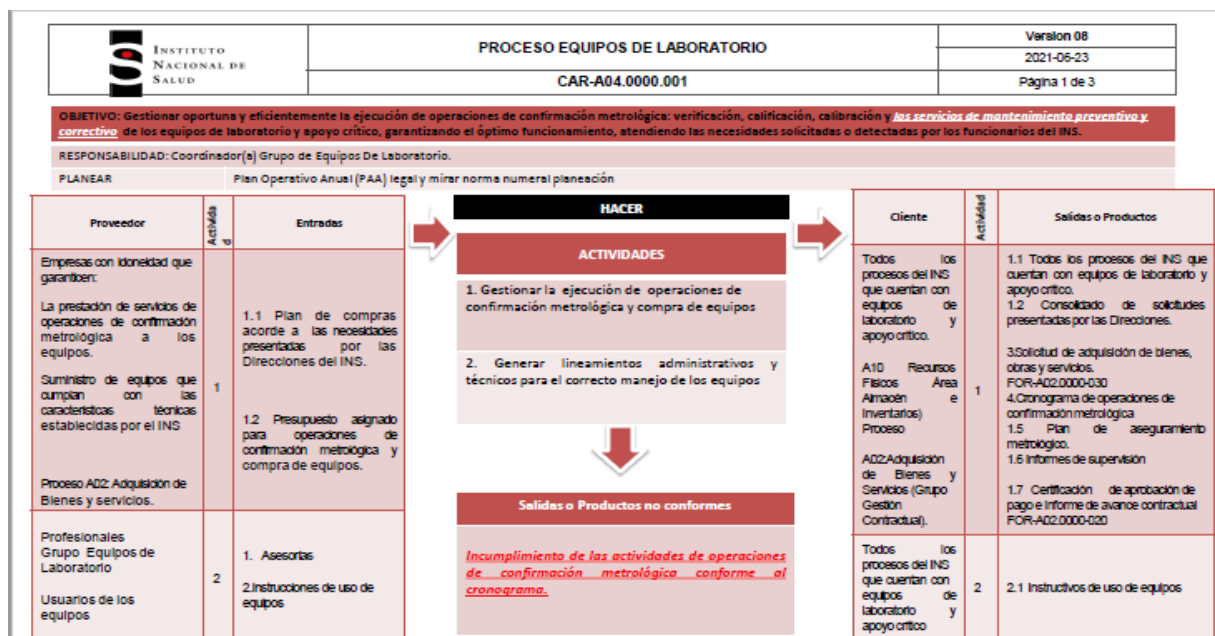 INSTITUTO
NACIONAL DE
SALUD
PROCESO EQUIPOS DE LABORATORIO
CAR-A04.0000.001
Version 08
2021-06-23
Página 1 de 3
OBJETIVO: Gestionar oportuna y eficientemente la ejecución de operaciones de confirmación metrológica: verificación, calificación, calibración y los servicios de mantenimiento preventivo y
correctivo de los equipos de laboratorio y apoyo crítico, garantizando el óptimo funcionamiento, atendiendo las necesidades solicitadas o detectadas por los funcionarios del INS.
RESPONSABILIDAD: Coordinador(a) Grupo de Equipos De Laboratorio.
PLANEAR Plan Operativo Anual (PAA) legal y mirar norma numeral planeación
Proveedor
Activida
d
Entradas
Empresas con idoneidad que
garanticen:
La prestación de servicios de
operaciones de confirmación
metrológica a los
equipos.
Suministro de equipos que
cumplan con las
características técnicas
establecidas por el INS
Proceso A02: Adquisición de
Bienes y servicios.
1
1.1 Plan de compras
acorde a las necesidades
presentadas por las
Direcciones del INS.
1.2 Presupuesto asignado
para operaciones de
confirmación metrológica y
compra de equipos.
Profesionales
Grupo Equipos de
Laboratorio
Usuarios de los
equipos
2
1. Asesorías
2.Instrucciones de uso de
equipos
HACER
ACTIVIDADES
1. Gestionar la ejecución de operaciones de
confirmación metrológica y compra de equipos
2. Generar lineamientos administrativos y
técnicos para el correcto manejo de los equipos
Salidas o Productos no conformes
Incumplimiento de las actividades de operaciones
de confirmación metrológica conforme al
cronograma.
Cliente
Actividad
Salidas o Productos
Todos los
procesos del INS
que cuentan con
equipos de
laboratorio y
apoyo crítico.
A10 Recursos
Físicos Área
Almacén e
Inventarios)
Proceso
A02:Adquisición
de Bienes y
Servicios (Grupo
Gestión
Contractual).
1
1.1 Todos los procesos del INS que
cuentan con equipos de laboratorio y
apoyo crítico.
1.2 Consolidado de solicitudes
presentadas por las Direcciones.
3.Solicitud de adquisición de bienes,
obras y servicios.
FOR-A02.0000-030
4.Cronograma de operaciones de
confirmación metrológica
1.5 Plan de aseguramiento
metrológico.
1.6 Informes de supervisión
1.7 Certificación de aprobación de
pago e informe de avance contractual
FOR-A02.0000-020
Todos los
procesos del INS
que cuentan con
equipos de
laboratorio y
apoyo crítico
2
2.1 Instructivos de uso de equipos